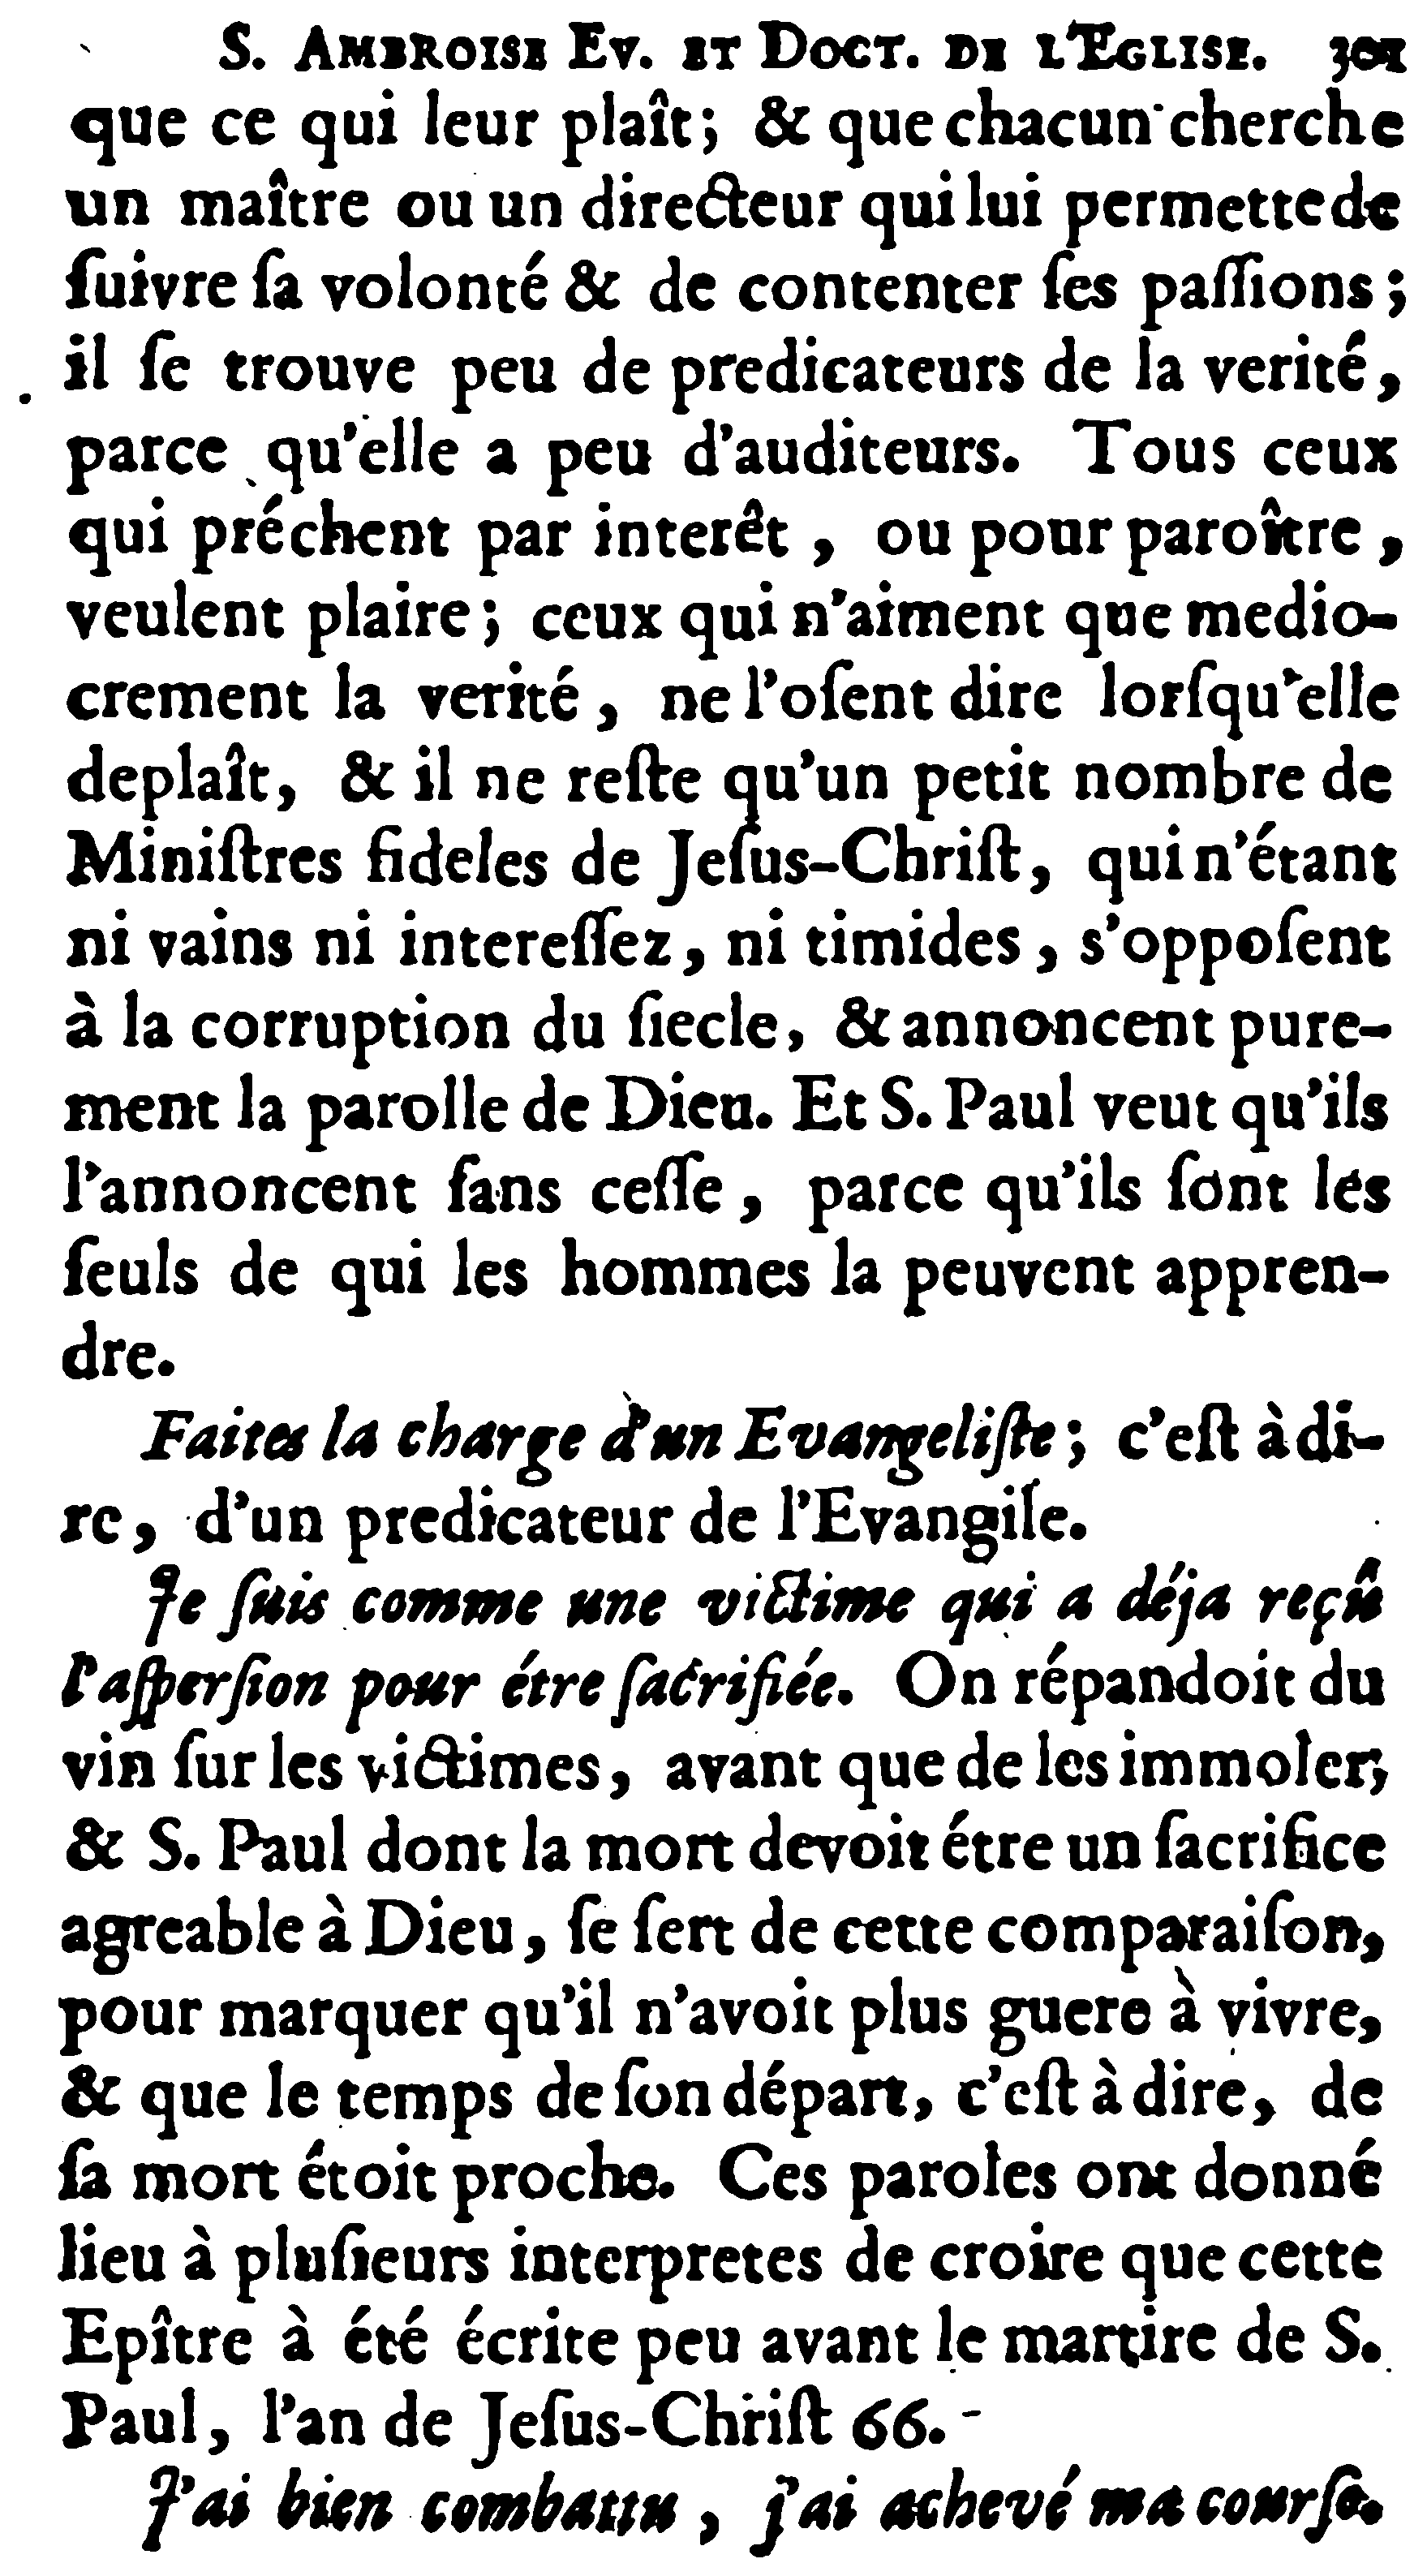 S. AMBROISE EV. ET DOCT. DE L'EGLISE. 301
que ce qui leur plaît; & que chacun cherche
un maître ou un directeur qui lui permette de
ſuivre ſa volonté & de contenter ſes paſſions;
il ſe trouve peu de predicateurs de la verité,
parce qu'elle a peu d'auditeurs. Tous ceux
qui préchent par interêt, ou pour paroître,
veulent plaire; ceux qui n'aiment que medio-
crement la verité, ne l'oſent dire lorſqu'elle
deplaît, & il ne reſte qu'un petit nombre de
Miniſtres fideles de Jeſus-Chriſt, qui n'étant
ni vains ni intereſſez, ni timides, s'oppoſent
à la corruption du ſiecle, & annoncent pure-
ment la parolle de Dieu. Et S. Paul veut qu'ils
l'annoncent ſans ceſſe, parce qu'ils ſont les
ſeuls de qui les hommes la peuvent appren-
dre.
Faites la charge d'un Evangeliſte; c'eſt à di-
re, d'un predicateur de l'Evangile.
Je ſuis comme une victime qui a déja reçû
l'aſperſion pour étre ſacrifiée. On répandoit du
vin ſur les victimes, avant que de les immoler;
& S. Paul dont la mort devoit étre un ſacrifice
agreable à Dieu, ſe ſert de cette comparaiſon,
pour marquer qu'il n'avoit plus guere à vivre,
& que le temps de ſon départ, c'eſt à dire, de
ſa mort étoit proche. Ces paroles ont donné
lieu à pluſieurs interpretes de croire que cette
Epître à été écrite peu avant le martire de S.
Paul, l'an de Jeſus-Chriſt 66.
J'ai bien combattu, j'ai achevé ma courſe.